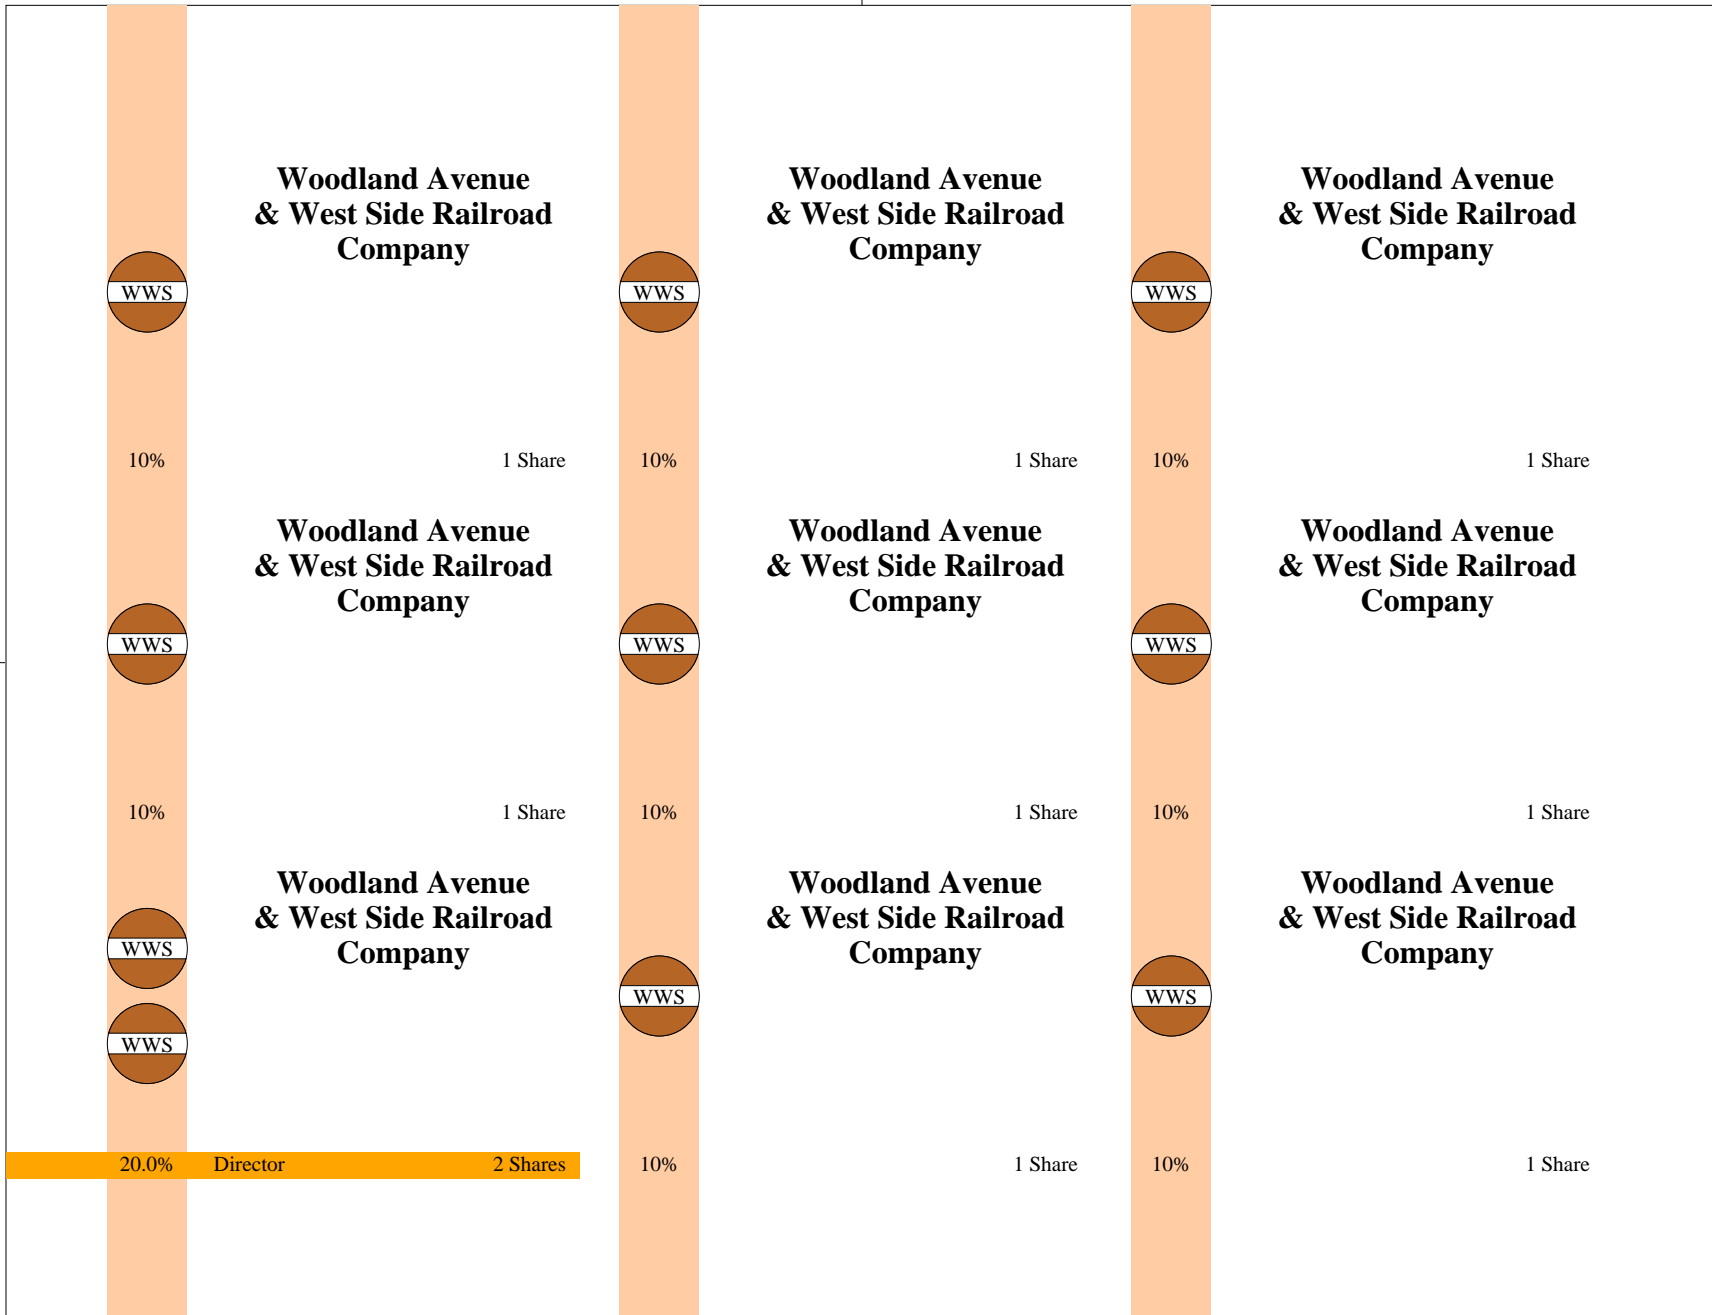 Woodland Avenue
& West Side Railroad
Company
WWS
10% 1 Share
Woodland Avenue
& West Side Railroad
Company
WWS
10% 1 Share
Woodland Avenue
& West Side Railroad
Company
WWS
10% 1 Share
Woodland Avenue
& West Side Railroad
Company
WWS
10% 1 Share
Woodland Avenue
& West Side Railroad
Company
WWS
10% 1 Share
Woodland Avenue
& West Side Railroad
Company
WWS
10% 1 Share
Woodland Avenue
& West Side Railroad
Company
WWS
WWS
20.0% Director 2 Shares
Woodland Avenue
& West Side Railroad
Company
WWS
10% 1 Share
Woodland Avenue
& West Side Railroad
Company
WWS
10% 1 Share